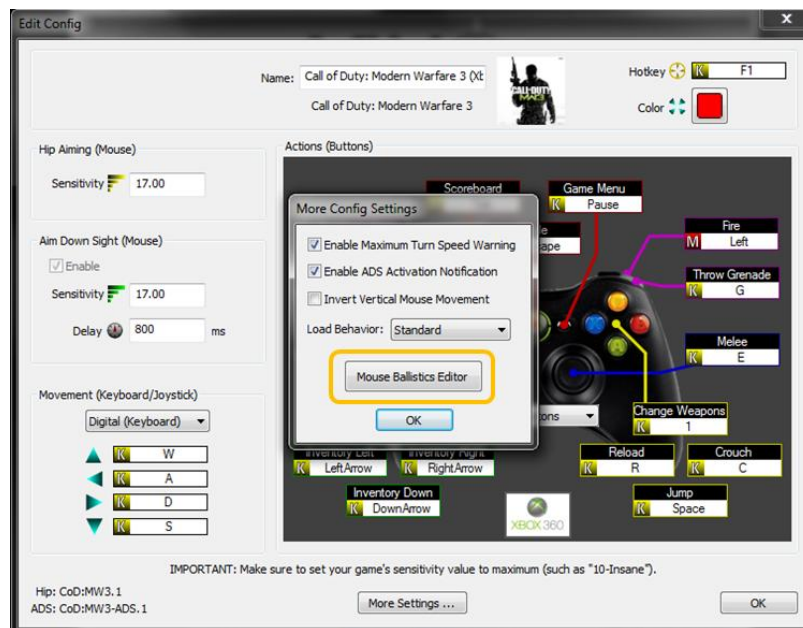 Edit Config
x
Name: Call of Duty: Modern Warfare 3 (Xb
Call of Duty: Modern Warfare 3
CALL·DUTY
MW3
Hotkey K F1
Color
Hip Aiming (Mouse)
Sensitivity 17.00
Aim Down Sight (Mouse)
Enable
Sensitivity 17.00
Delay 800 ms
Movement (Keyboard/Joystick)
Digital (Keyboard)
K W
K A
K D
K S
Actions (Buttons)
Scoreboard
Game Menu
K Pause
Fire
M Left
Throw Grenade
K G
Melee
K E
Change Weapons
K 1
Inventory Left
K LeftArrow
Inventory Right
K RightArrow
Reload
K R
Crouch
K C
Inventory Down
K DownArrow
Jump
K Space
XBOX 360
More Config Settings
Enable Maximum Turn Speed Warning
Enable ADS Activation Notification
Invert Vertical Mouse Movement
Load Behavior: Standard
Mouse Ballistics Editor
OK
IMPORTANT: Make sure to set your game's sensitivity value to maximum (such as "10-Insane").
Hip: CoD:MW3.1
ADS: CoD:MW3-ADS.1
More Settings ...
OK